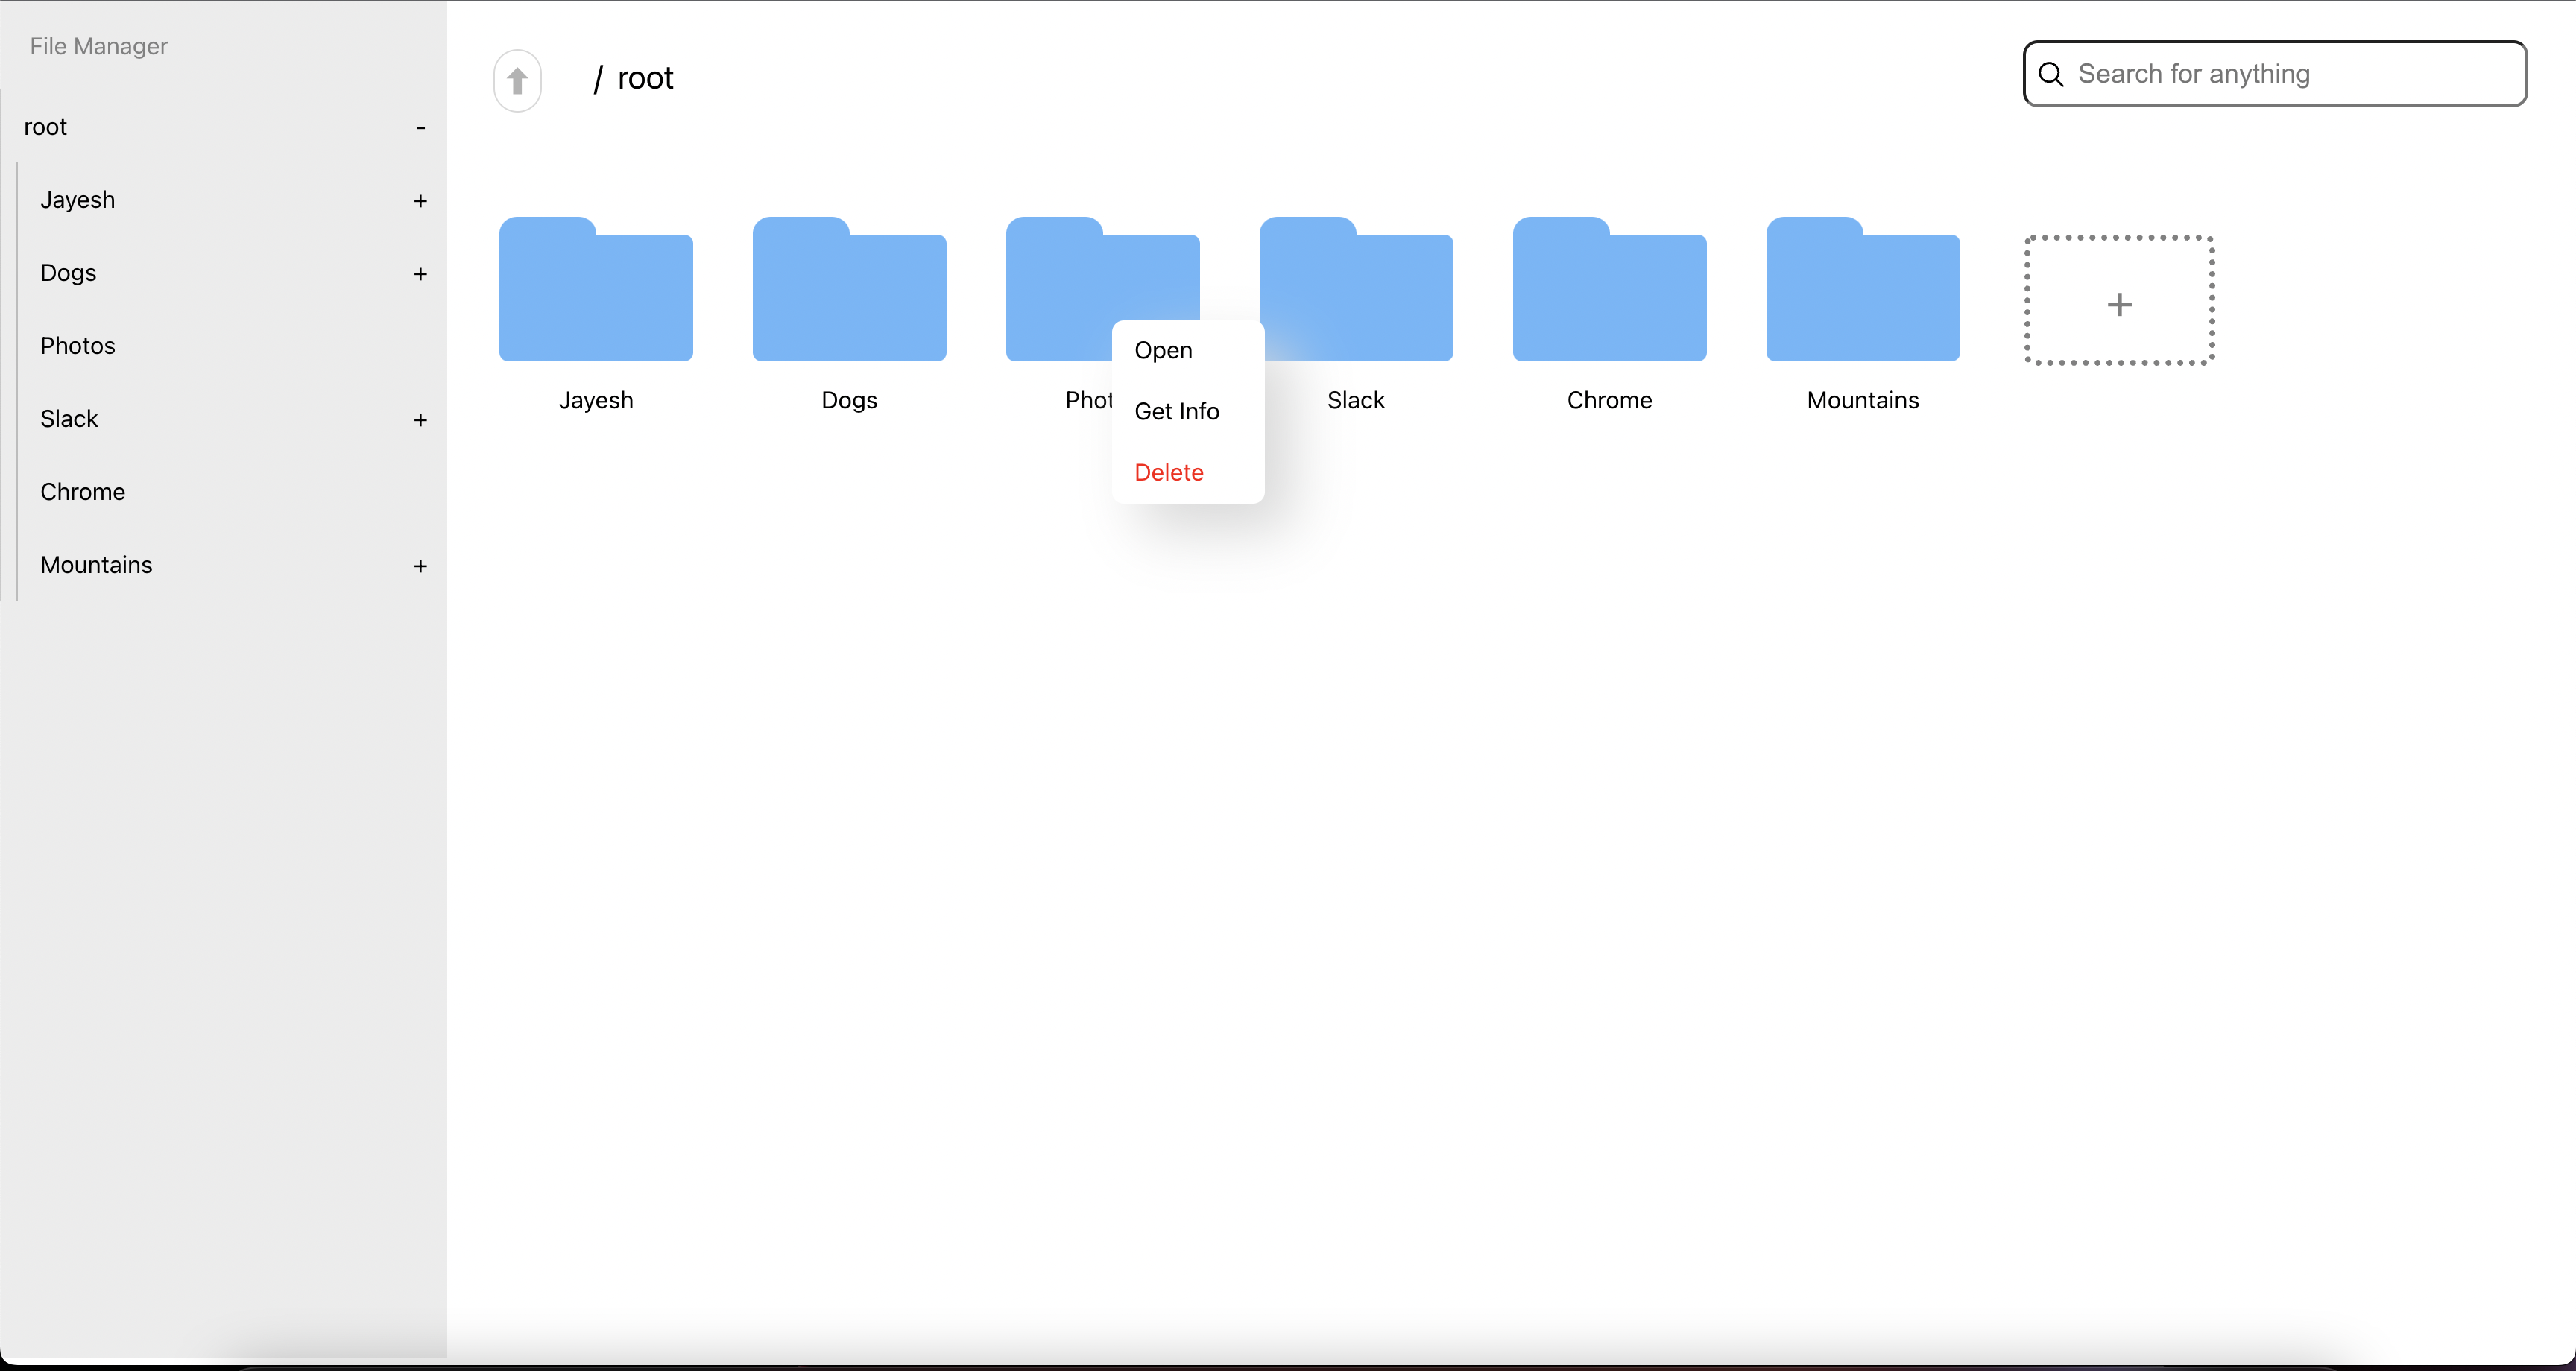 File Manager
root -
Jayesh +
Dogs +
Photos
Slack +
Chrome
Mountains +
/ root
Search for anything
+
Jayesh Dogs Phot Slack Chrome Mountains
Open
Get Info
Delete